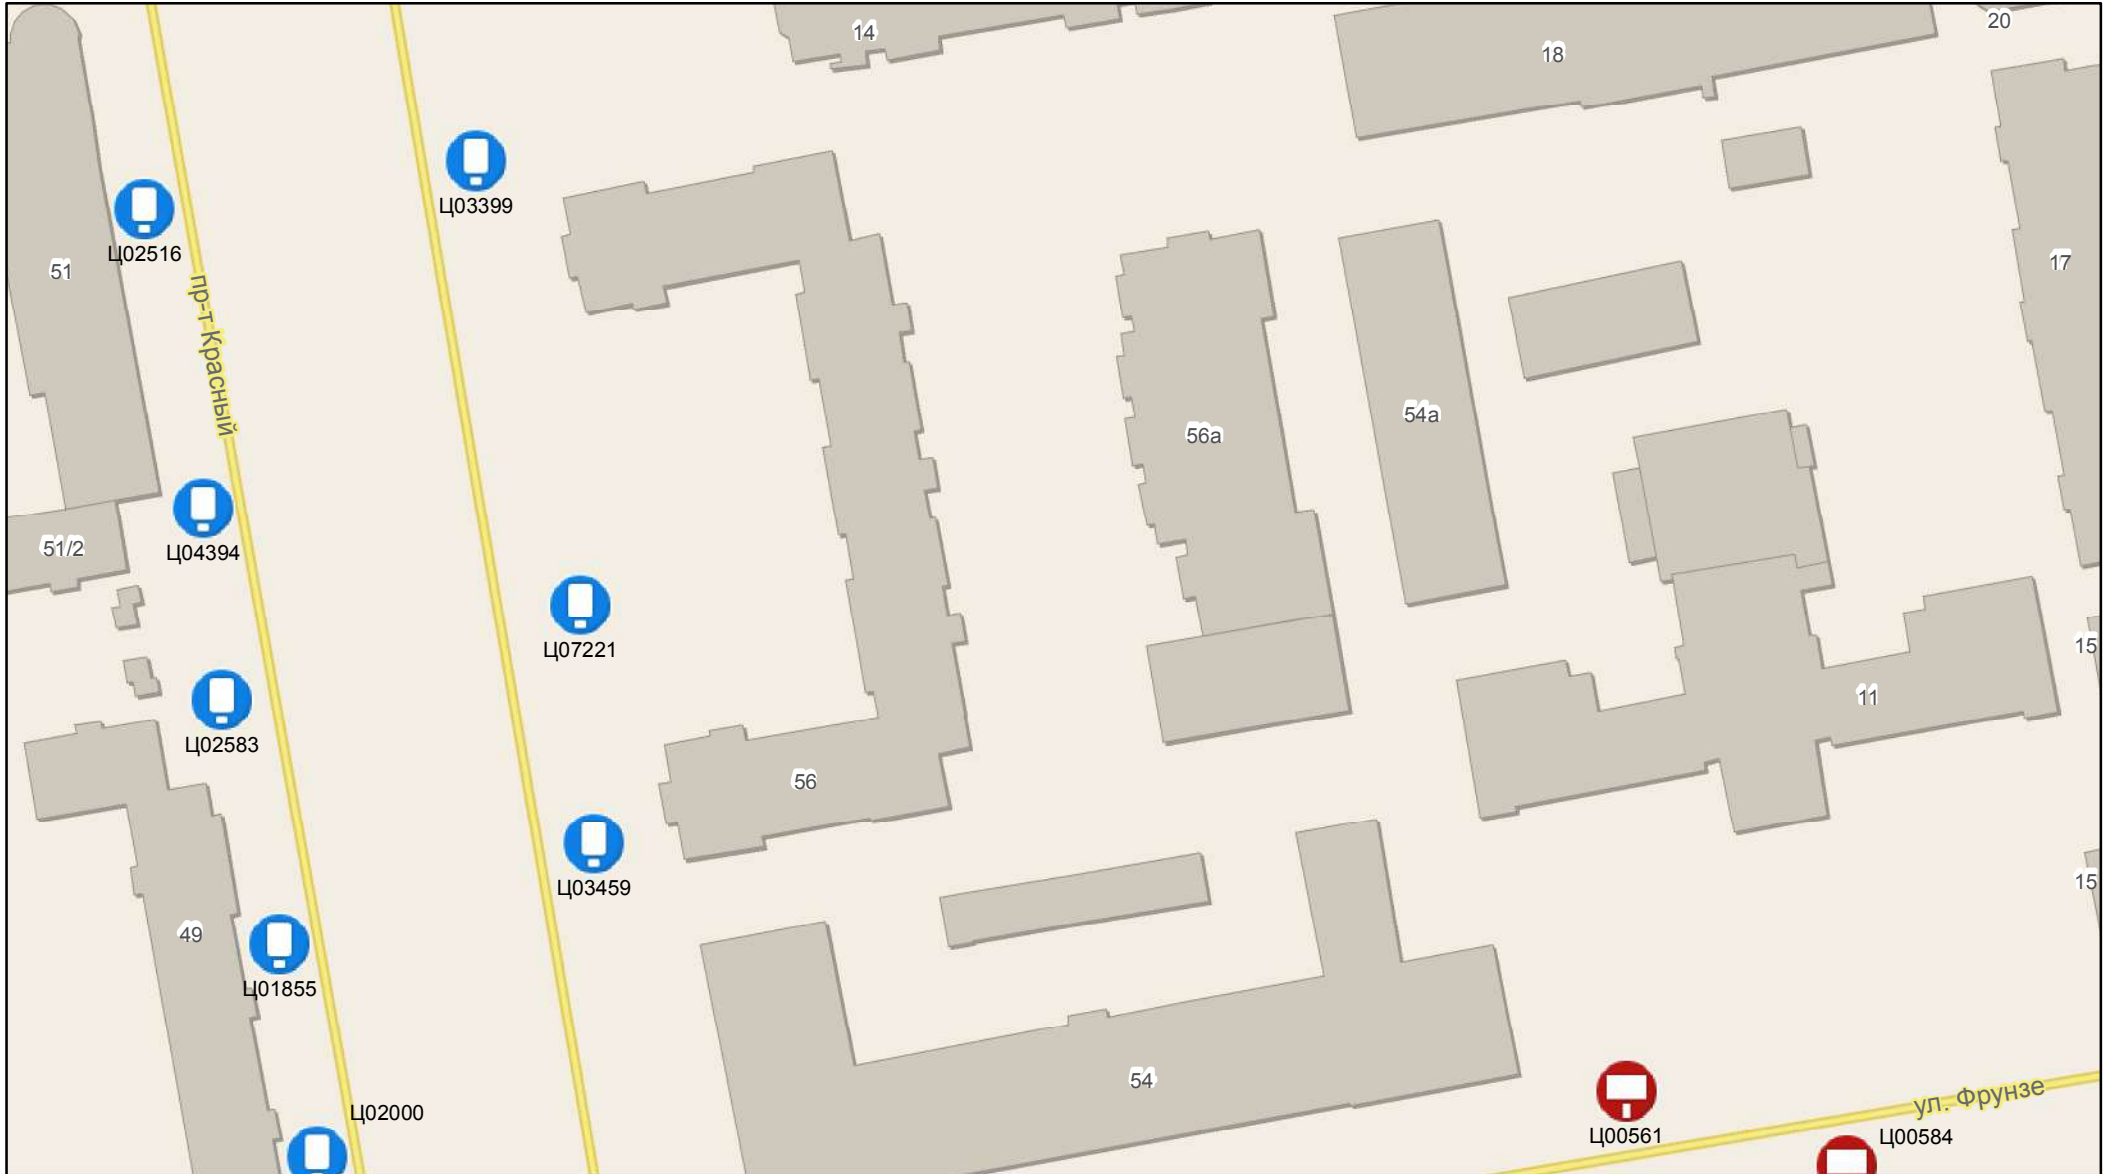 20
14
18
Ц03399
Ц02516
51
17
пр-т Красный
54а
56а
51/2
Ц04394
15
Ц07221
11
Ц02583
56
15
Ц03459
49
Ц01855
54
ул. Фрунзе
Ц02000
Ц00561
Ц00584